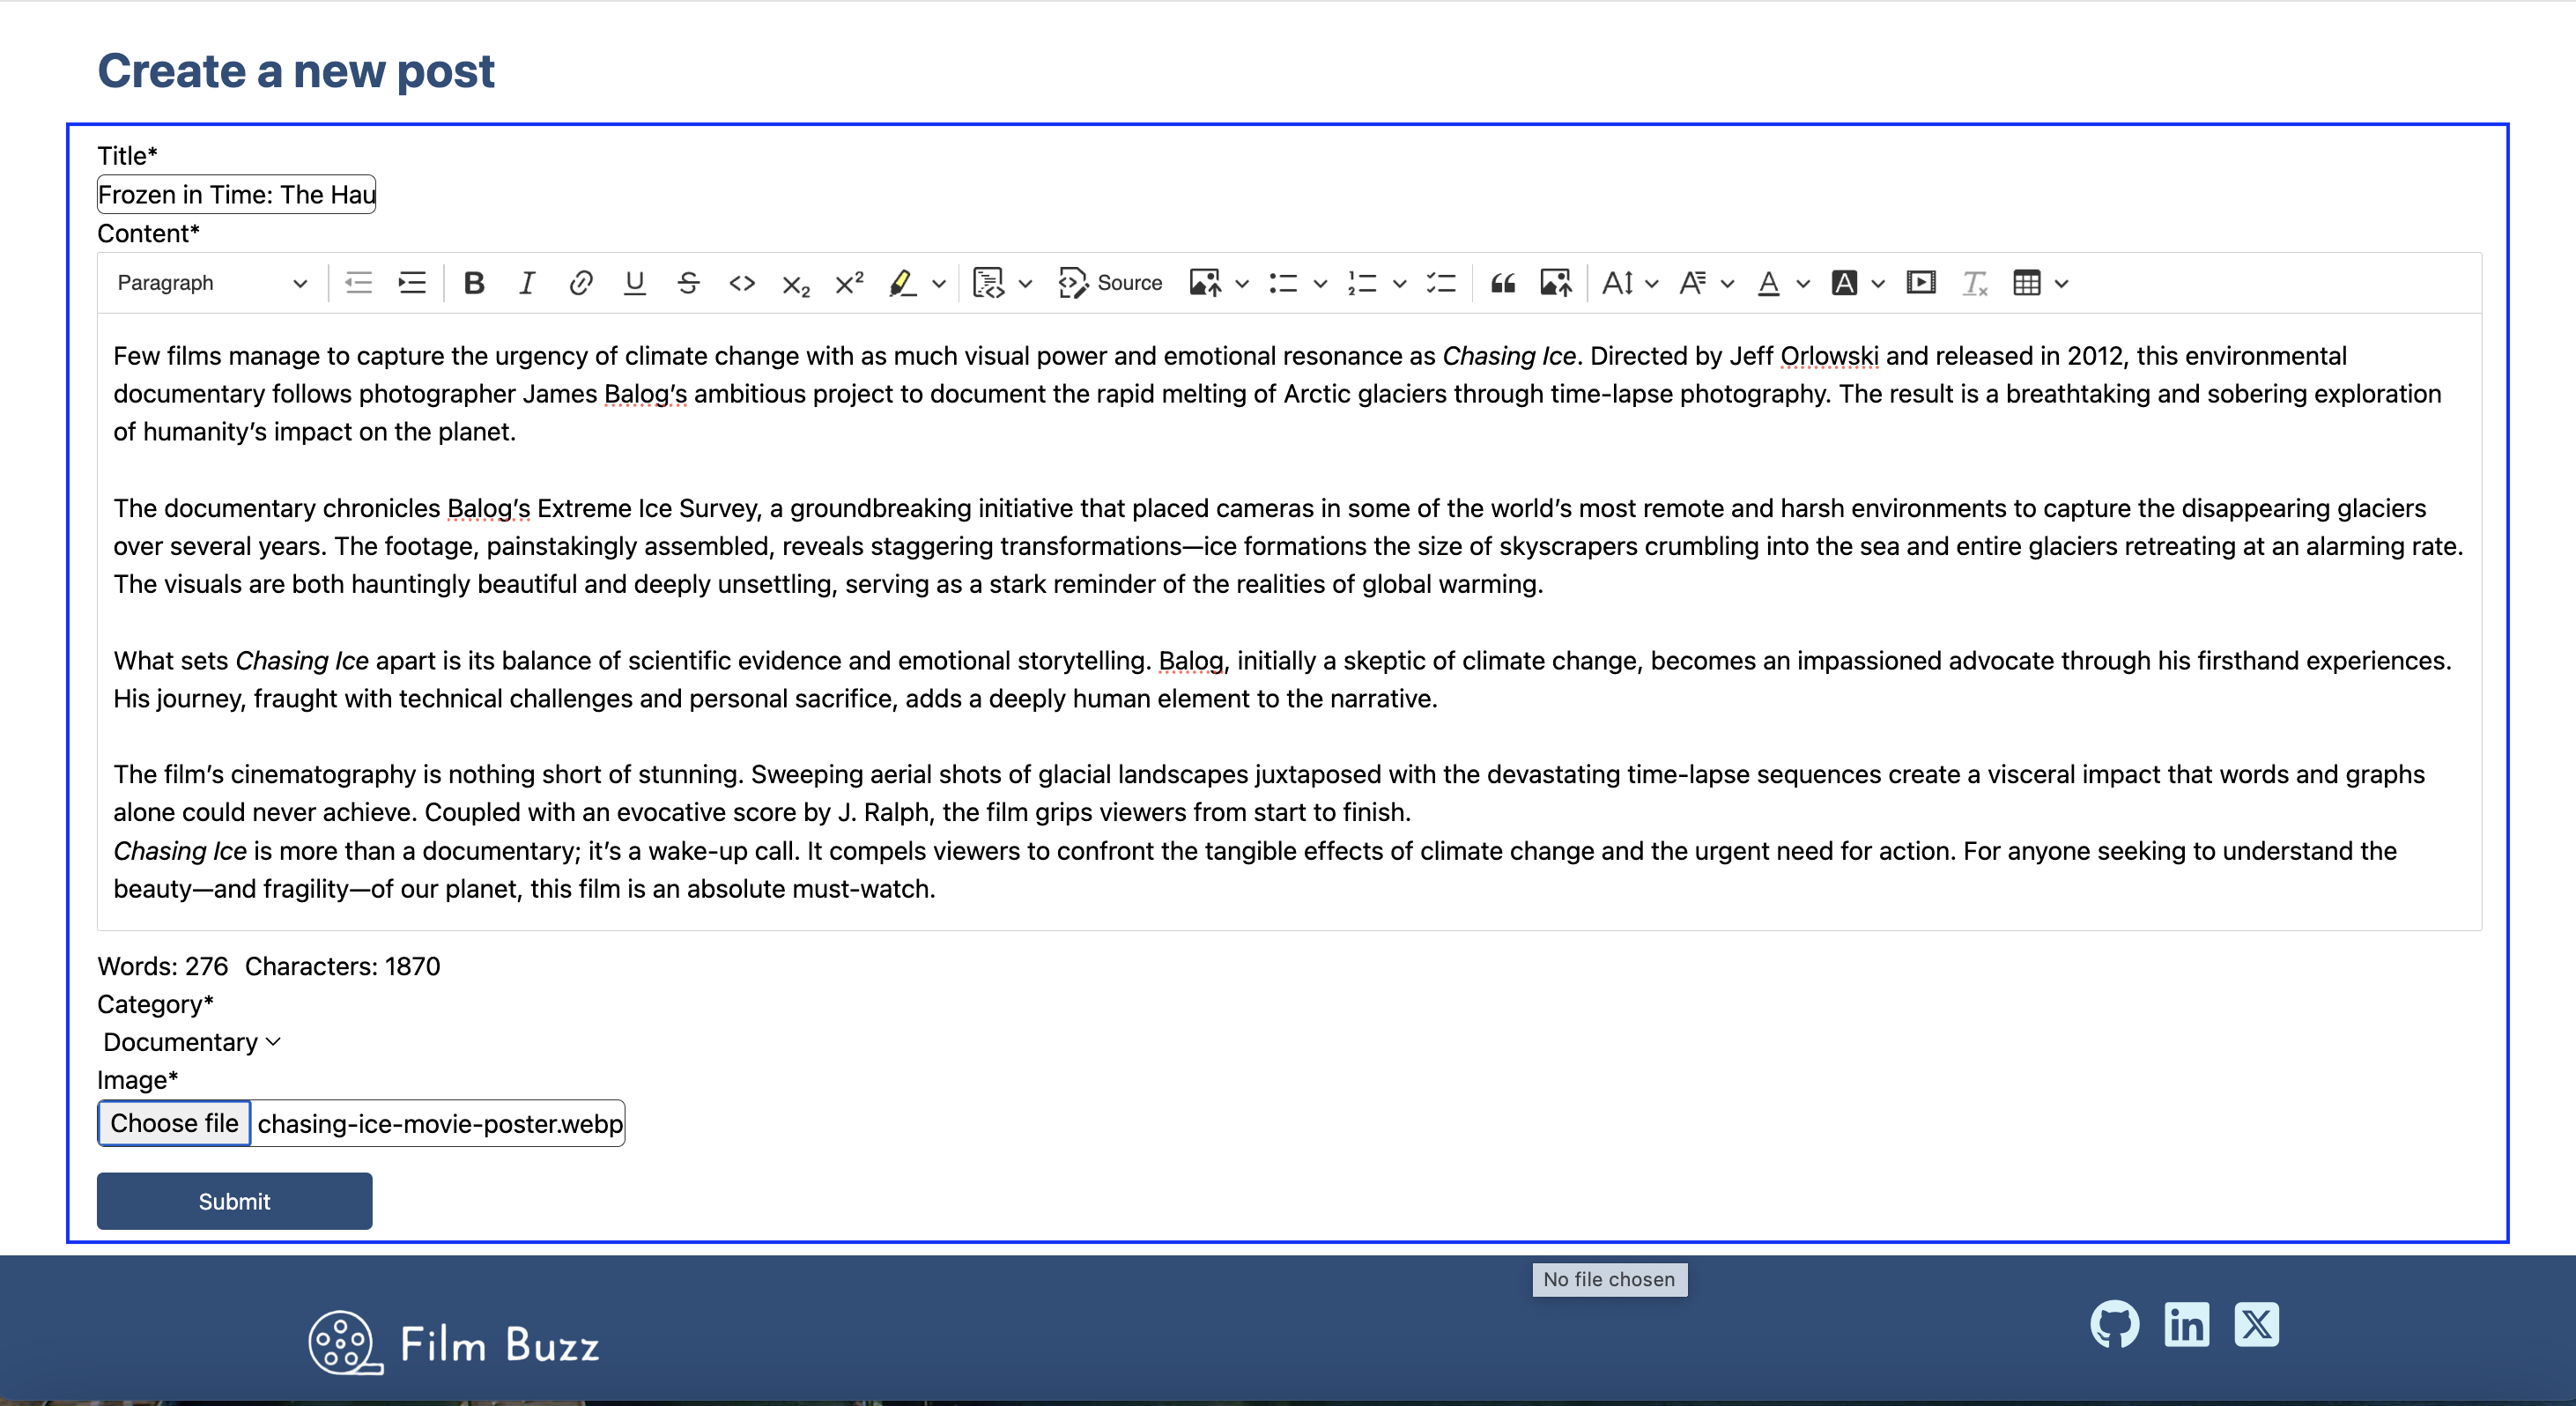 Create a new post
Title*
Frozen in Time: The Hau
Content*
Paragraph Source
Few films manage to capture the urgency of climate change with as much visual power and emotional resonance as Chasing Ice. Directed by Jeff Orlowski and released in 2012, this environmental
documentary follows photographer James Balog’s ambitious project to document the rapid melting of Arctic glaciers through time-lapse photography. The result is a breathtaking and sobering exploration
of humanity’s impact on the planet.
The documentary chronicles Balog’s Extreme Ice Survey, a groundbreaking initiative that placed cameras in some of the world’s most remote and harsh environments to capture the disappearing glaciers
over several years. The footage, painstakingly assembled, reveals staggering transformations—ice formations the size of skyscrapers crumbling into the sea and entire glaciers retreating at an alarming rate.
The visuals are both hauntingly beautiful and deeply unsettling, serving as a stark reminder of the realities of global warming.
What sets Chasing Ice apart is its balance of scientific evidence and emotional storytelling. Balog, initially a skeptic of climate change, becomes an impassioned advocate through his firsthand experiences.
His journey, fraught with technical challenges and personal sacrifice, adds a deeply human element to the narrative.
The film’s cinematography is nothing short of stunning. Sweeping aerial shots of glacial landscapes juxtaposed with the devastating time-lapse sequences create a visceral impact that words and graphs
alone could never achieve. Coupled with an evocative score by J. Ralph, the film grips viewers from start to finish.
Chasing Ice is more than a documentary; it’s a wake-up call. It compels viewers to confront the tangible effects of climate change and the urgent need for action. For anyone seeking to understand the
beauty—and fragility—of our planet, this film is an absolute must-watch.
Words: 276 Characters: 1870
Category*
Documentary
Image*
Choose file chasing-ice-movie-poster.webp
Submit
No file chosen
Film Buzz